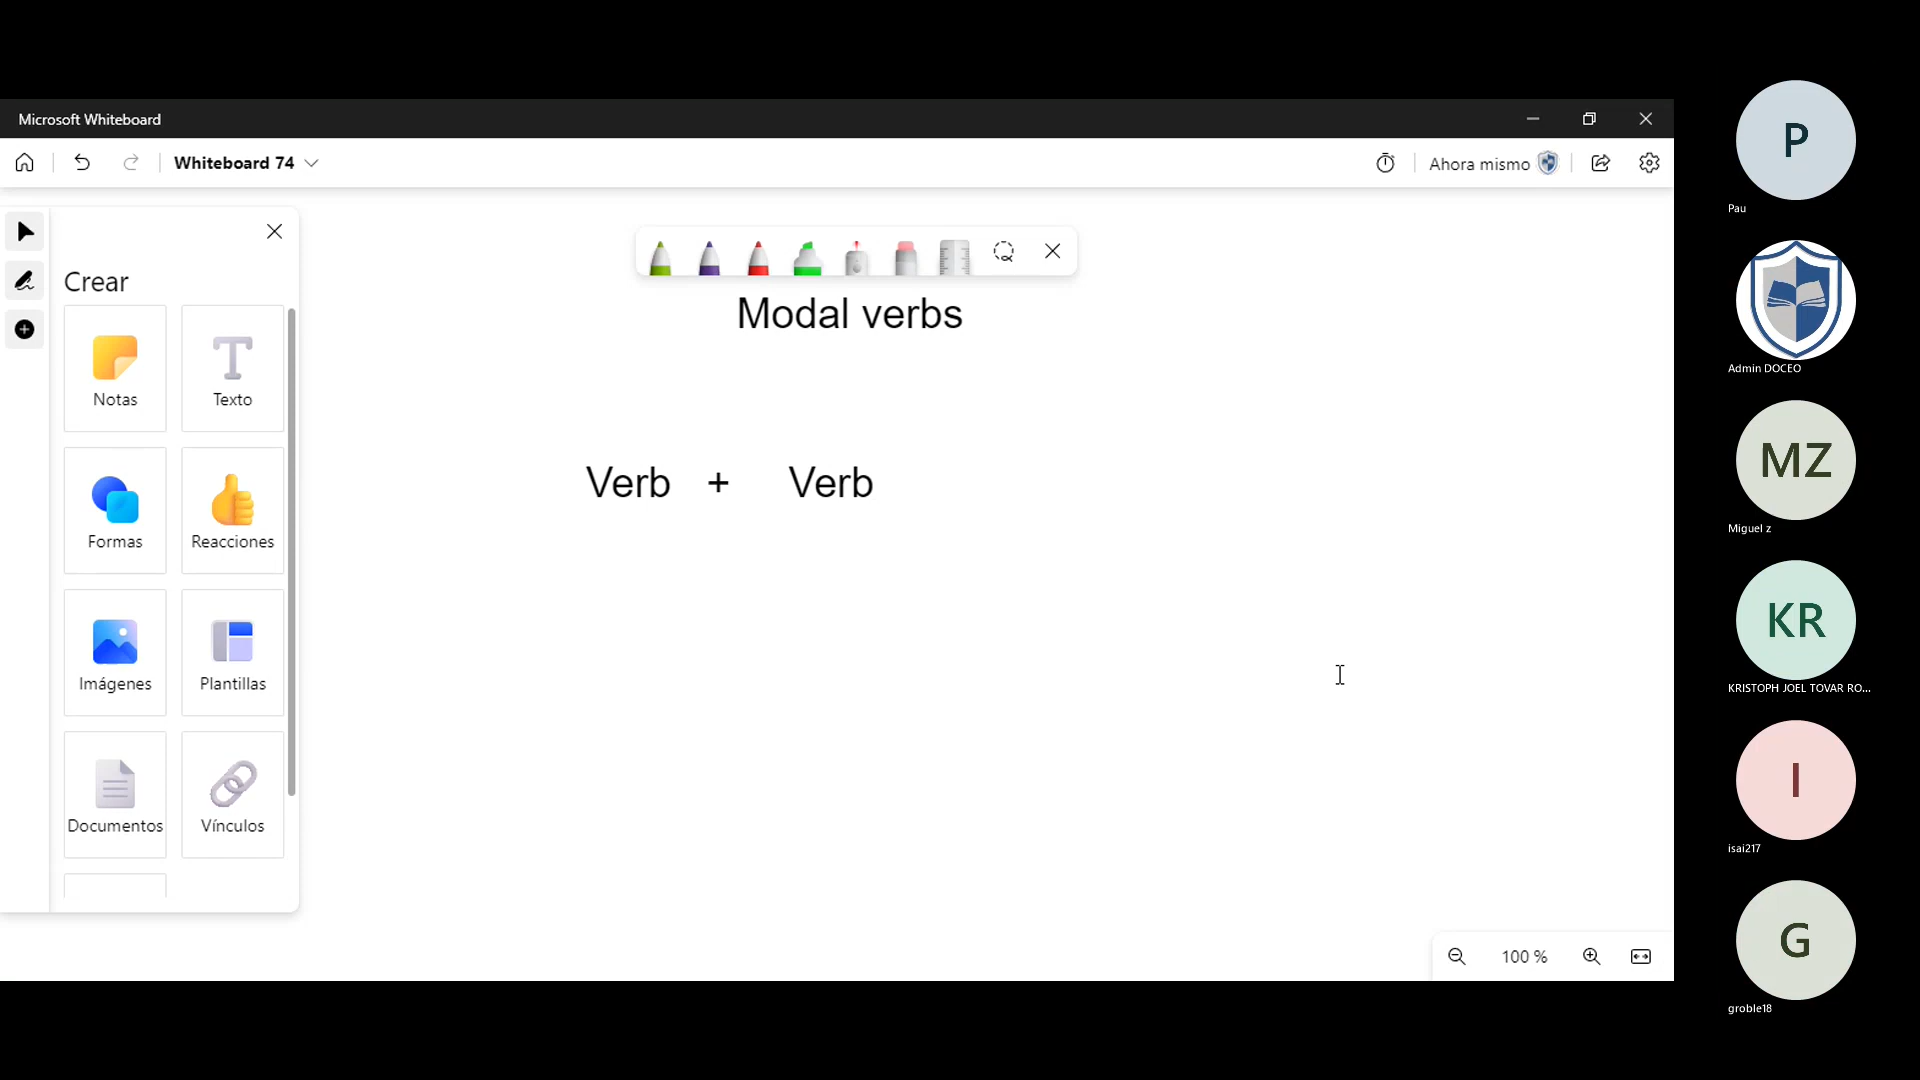 Microsoft Whiteboard
Whiteboard 74
Ahora mismo
Crear
Notas
Texto
Formas
Reacciones
Imágenes
Plantillas
Documentos
Vínculos
Modal verbs
Verb + Verb
100 %
P
Pau
Admin DOCEO
MZ
Miguel z
KR
KRISTOPH JOEL TOVAR RO...
I
isai217
G
groble18